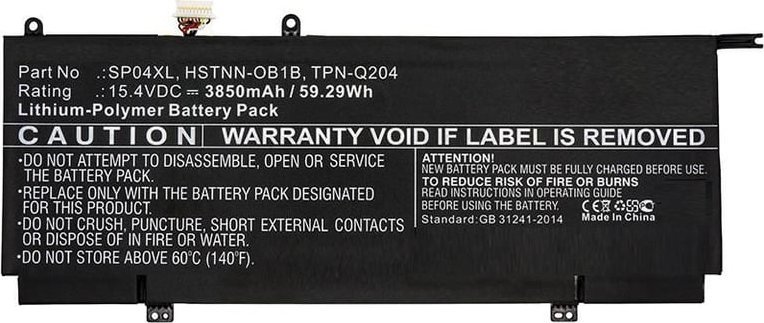 Part No .: SP04XL, HSTNN-OB1B, TPN-Q204
Rating .: 15.4VDC ⎓ 3850mAh / 59.29Wh
Lithium-Polymer Battery Pack
CAUTION WARRANTY VOID IF LABEL IS REMOVED
•DO NOT ATTEMPT TO DISASSEMBLE, OPEN OR SERVICE
THE BATTERY PACK.
•REPLACE ONLY WITH THE BATTERY PACK DESIGNATED
FOR THIS PRODUCT.
•DO NOT CRUSH, PUNCTURE, SHORT EXTERNAL CONTACTS
OR DISPOSE OF IN FIRE OR WATER.
•DO NOT STORE ABOVE 60°C (140°F).
ATTENTION!
NEW BATTERY PACK MUST BE FULLY CHARGED BEFORE USE.
TO REDUCE RISK OF FIRE OR BURNS
READ INSTRUCTIONS IN OPERATING GUIDE
BEFORE USING THE BATTERY.
Standard:GB 31241-2014
CE
Made In China